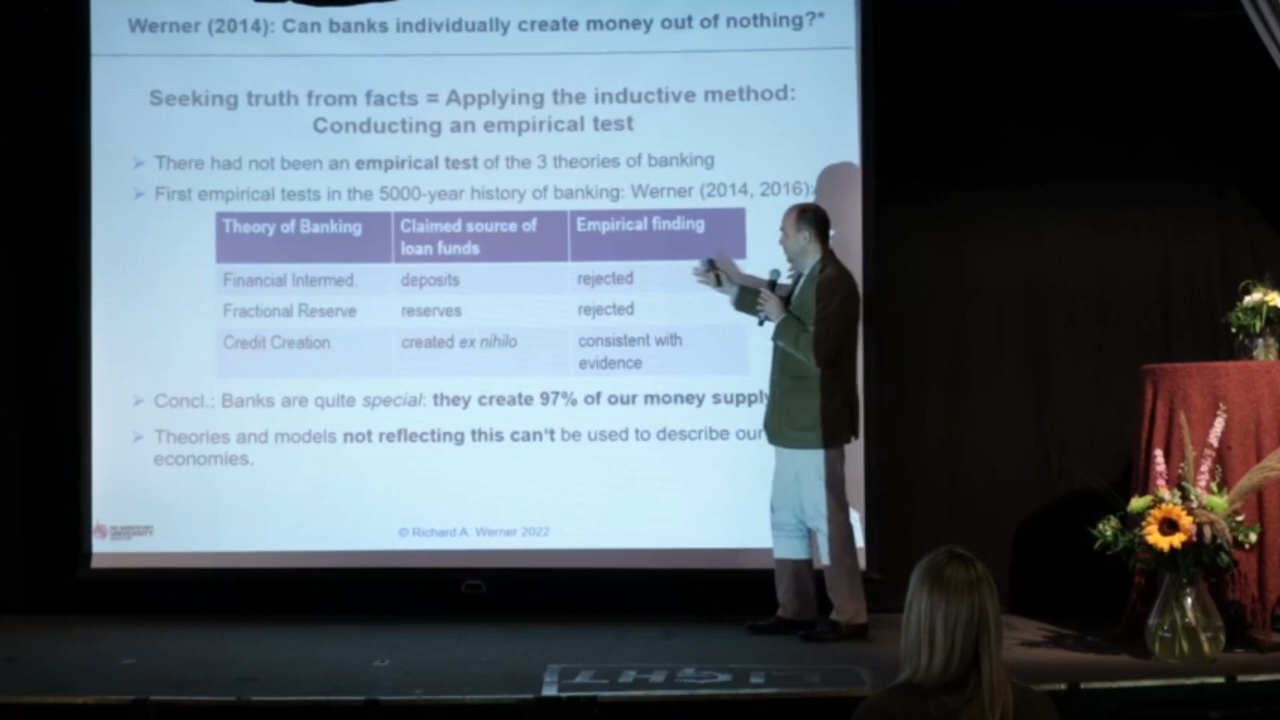 Werner (2014): Can banks individually create money out of nothing?*
Seeking truth from facts = Applying the inductive method:
Conducting an empirical test
➢ There had not been an empirical test of the 3 theories of banking
➢ First empirical tests in the 5000-year history of banking: Werner (2014, 2016):
Theory of Banking Claimed source of loan funds Empirical finding
Financial Intermed. deposits rejected
Fractional Reserve reserves rejected
Credit Creation created ex nihilo consistent with evidence
➢ Concl.: Banks are quite special: they create 97% of our money supply
➢ Theories and models not reflecting this can't be used to describe our
economies.
UNIVERSITY
© Richard A. Werner 2022